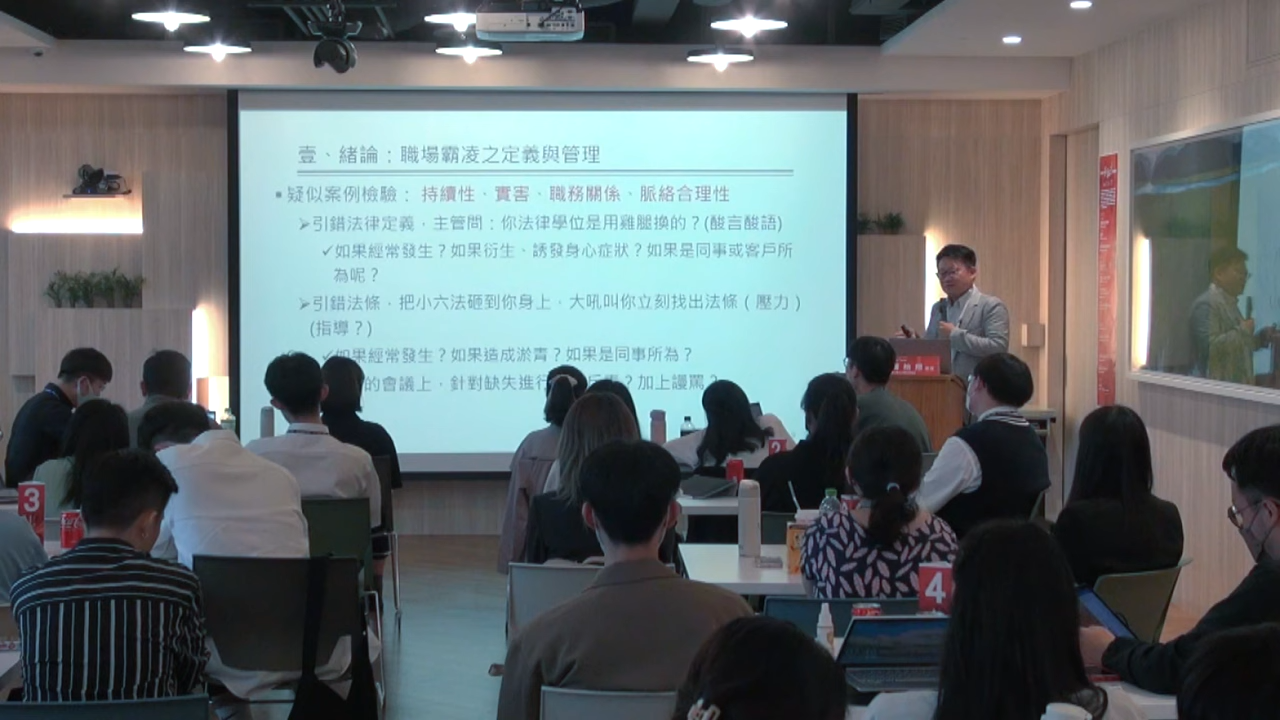 壹、緒論：職場霸凌之定義與管理
疑似案例檢驗：持續性、實害、職務關係、脈絡合理性
引錯法律定義，主管問：你法律學位是用雞腿換的？(酸言酸語)
如果經常發生？如果衍生、誘發身心症狀？如果是同事或客戶所
為呢？
引錯法條，把小六法砸到你身上，大吼叫你立刻找出法條（壓力）
(指導？)
如果經常發生？如果造成淤青？如果是同事所為？
的會議上，針對缺失進行 ？加上謾罵？
3
2
4